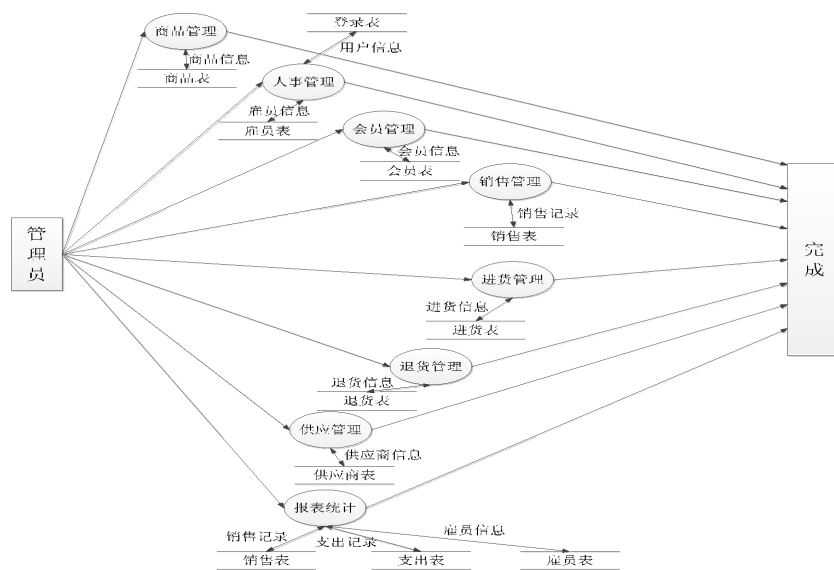 登录表
商品管理
用户信息
商品信息
商品表
人事管理
雇员信息
雇员表
会员管理
会员信息
会员表
销售管理
销售记录
销售表
管理员
完成
进货管理
进货信息
进货表
退货管理
退货信息
退货表
供应管理
供应商信息
供应商表
报表统计
销售记录
支出记录
雇员信息
销售表
支出表
雇员表